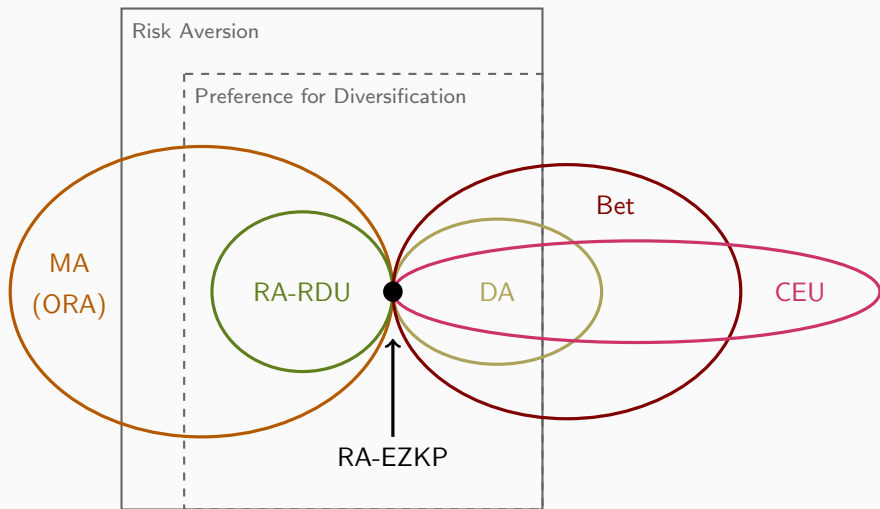 Risk Aversion
Preference for Diversification
Bet
MA
(ORA)
RA-RDU
DA
CEU
RA-EZKP